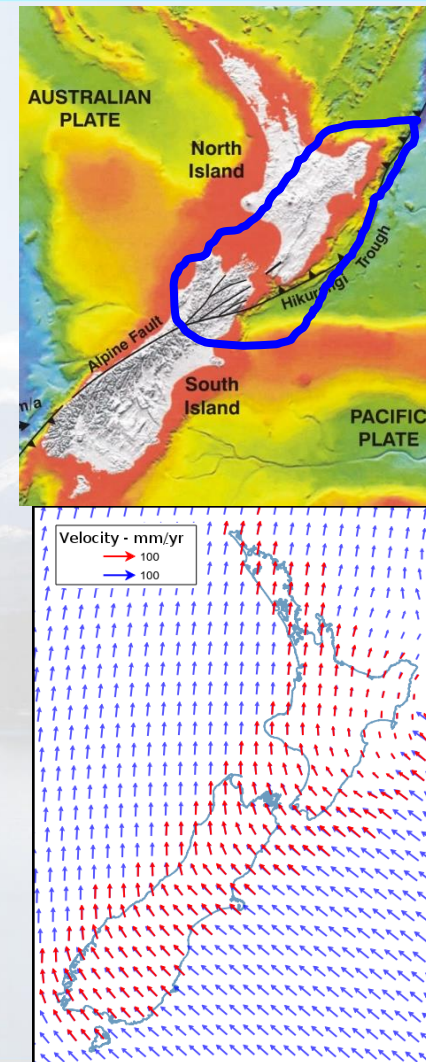 AUSTRALIAN
PLATE
North
Island
Hikurangi
Trough
Alpine Fault
m/a
South
Island
PACIFIC
PLATE
Velocity - mm/yr
100
100